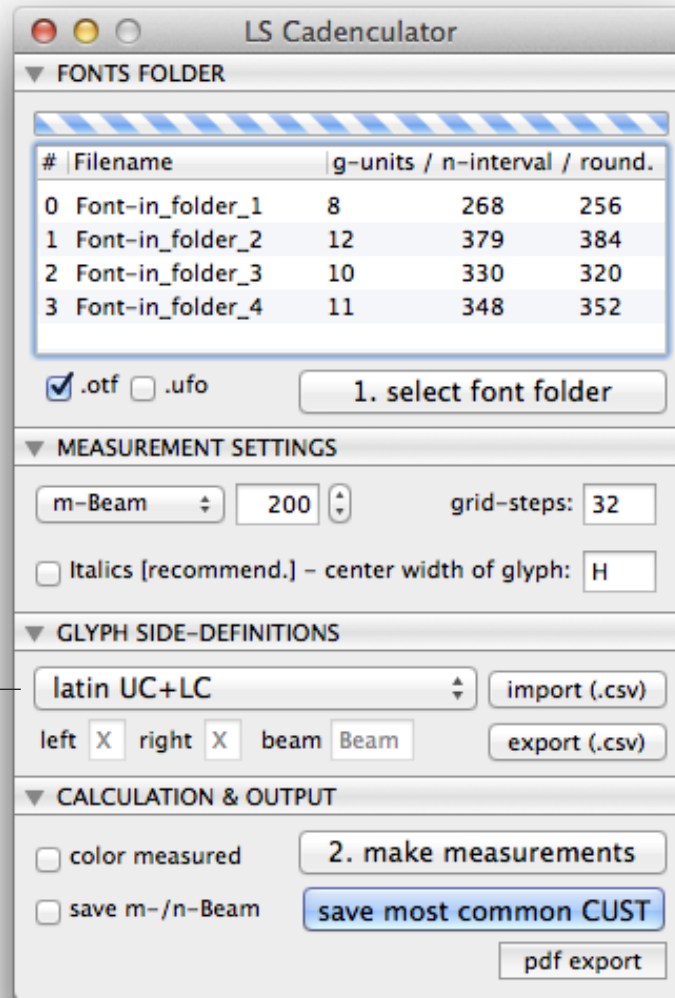 LS Cadenculator
FONTS FOLDER
# Filename g-units / n-interval / round.
0 Font-in_folder_1 8 268 256
1 Font-in_folder_2 12 379 384
2 Font-in_folder_3 10 330 320
3 Font-in_folder_4 11 348 352
.otf .ufo 1. select font folder
MEASUREMENT SETTINGS
m-Beam 200 grid-steps: 32
Italics [recommend.] - center width of glyph: H
GLYPH SIDE-DEFINITIONS
latin UC+LC import (.csv)
left X right X beam Beam export (.csv)
CALCULATION & OUTPUT
color measured 2. make measurements
save m-/n-Beam save most common CUST
pdf export